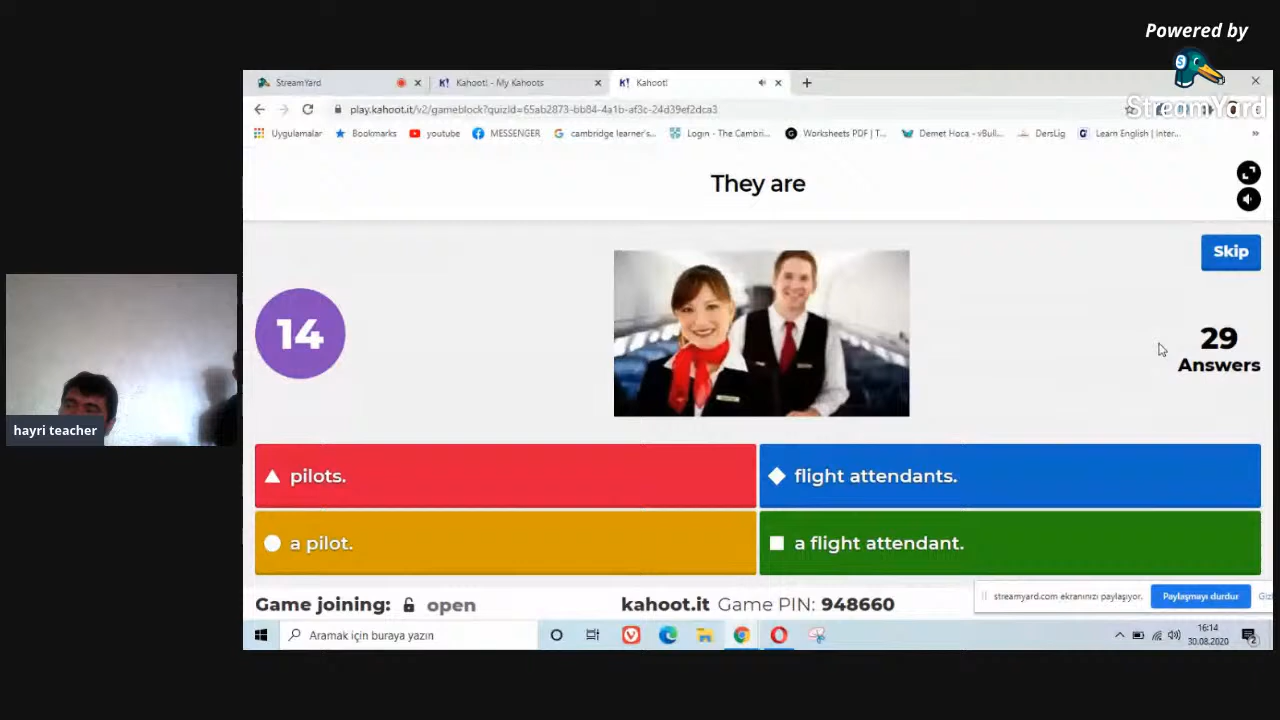 Powered by
StreamYard
StreamYard
Kahoot! - My Kahoots
Kahoot!
play.kahoot.it/v2/gameblock?quizId=65ab2873-bb84-4a1b-af3c-24d39ef2dca3
Uygulamalar
Bookmarks
youtube
MESSENGER
cambridge learner's...
Login - The Cambri...
Worksheets PDF | T...
Demet Hoca - vBull...
DersLig
Learn English | Inter...
They are
Skip
14
29
Answers
hayri teacher
pilots.
flight attendants.
a pilot.
a flight attendant.
Game joining: open
kahoot.it Game PIN: 948660
streamyard.com ekranınızı paylaşıyor.
Paylaşmayı durdur
Aramak için buraya yazın
16:14
30.08.2020
2